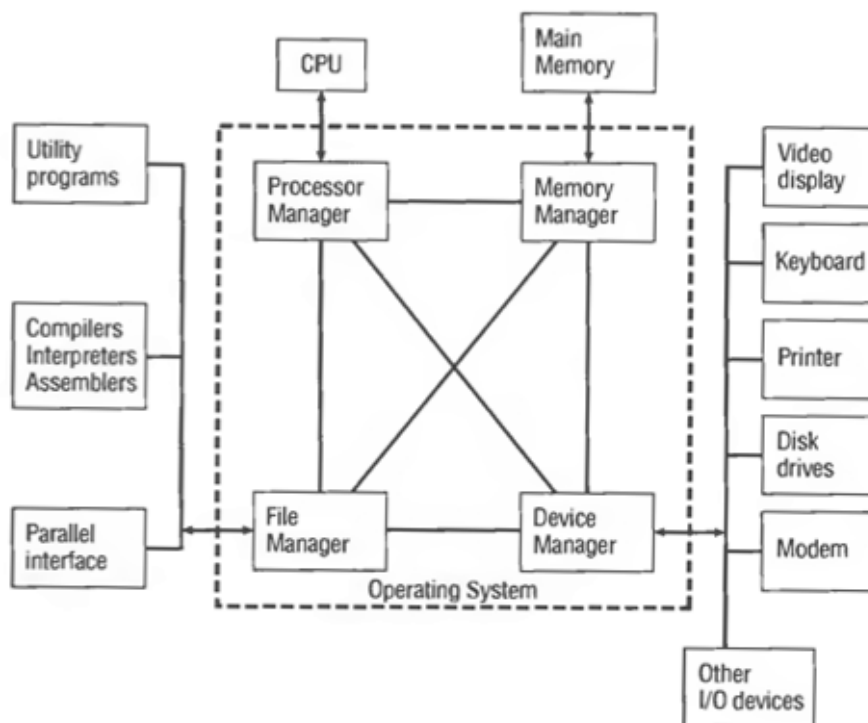 CPU
Main
Memory
Utility
programs
Processor
Manager
Memory
Manager
Video
display
Keyboard
Compilers
Interpreters
Assemblers
Printer
Disk
drives
Parallel
interface
File
Manager
Device
Manager
Modem
Operating System
Other
I/O devices